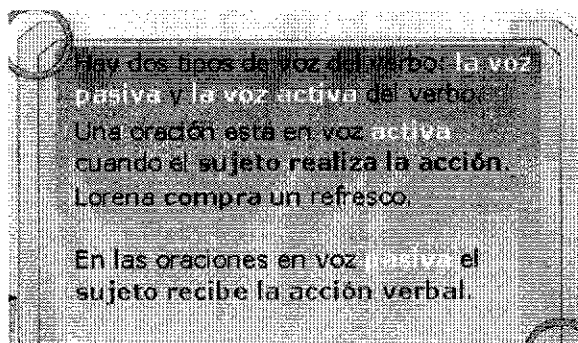 Hay dos tipos de voz del verbo: la voz
pasiva y la voz activa del verbo.
Una oración está en voz activa
cuando el sujeto realiza la acción.
Lorena compra un refresco.
En las oraciones en voz pasiva el
sujeto recibe la acción verbal.